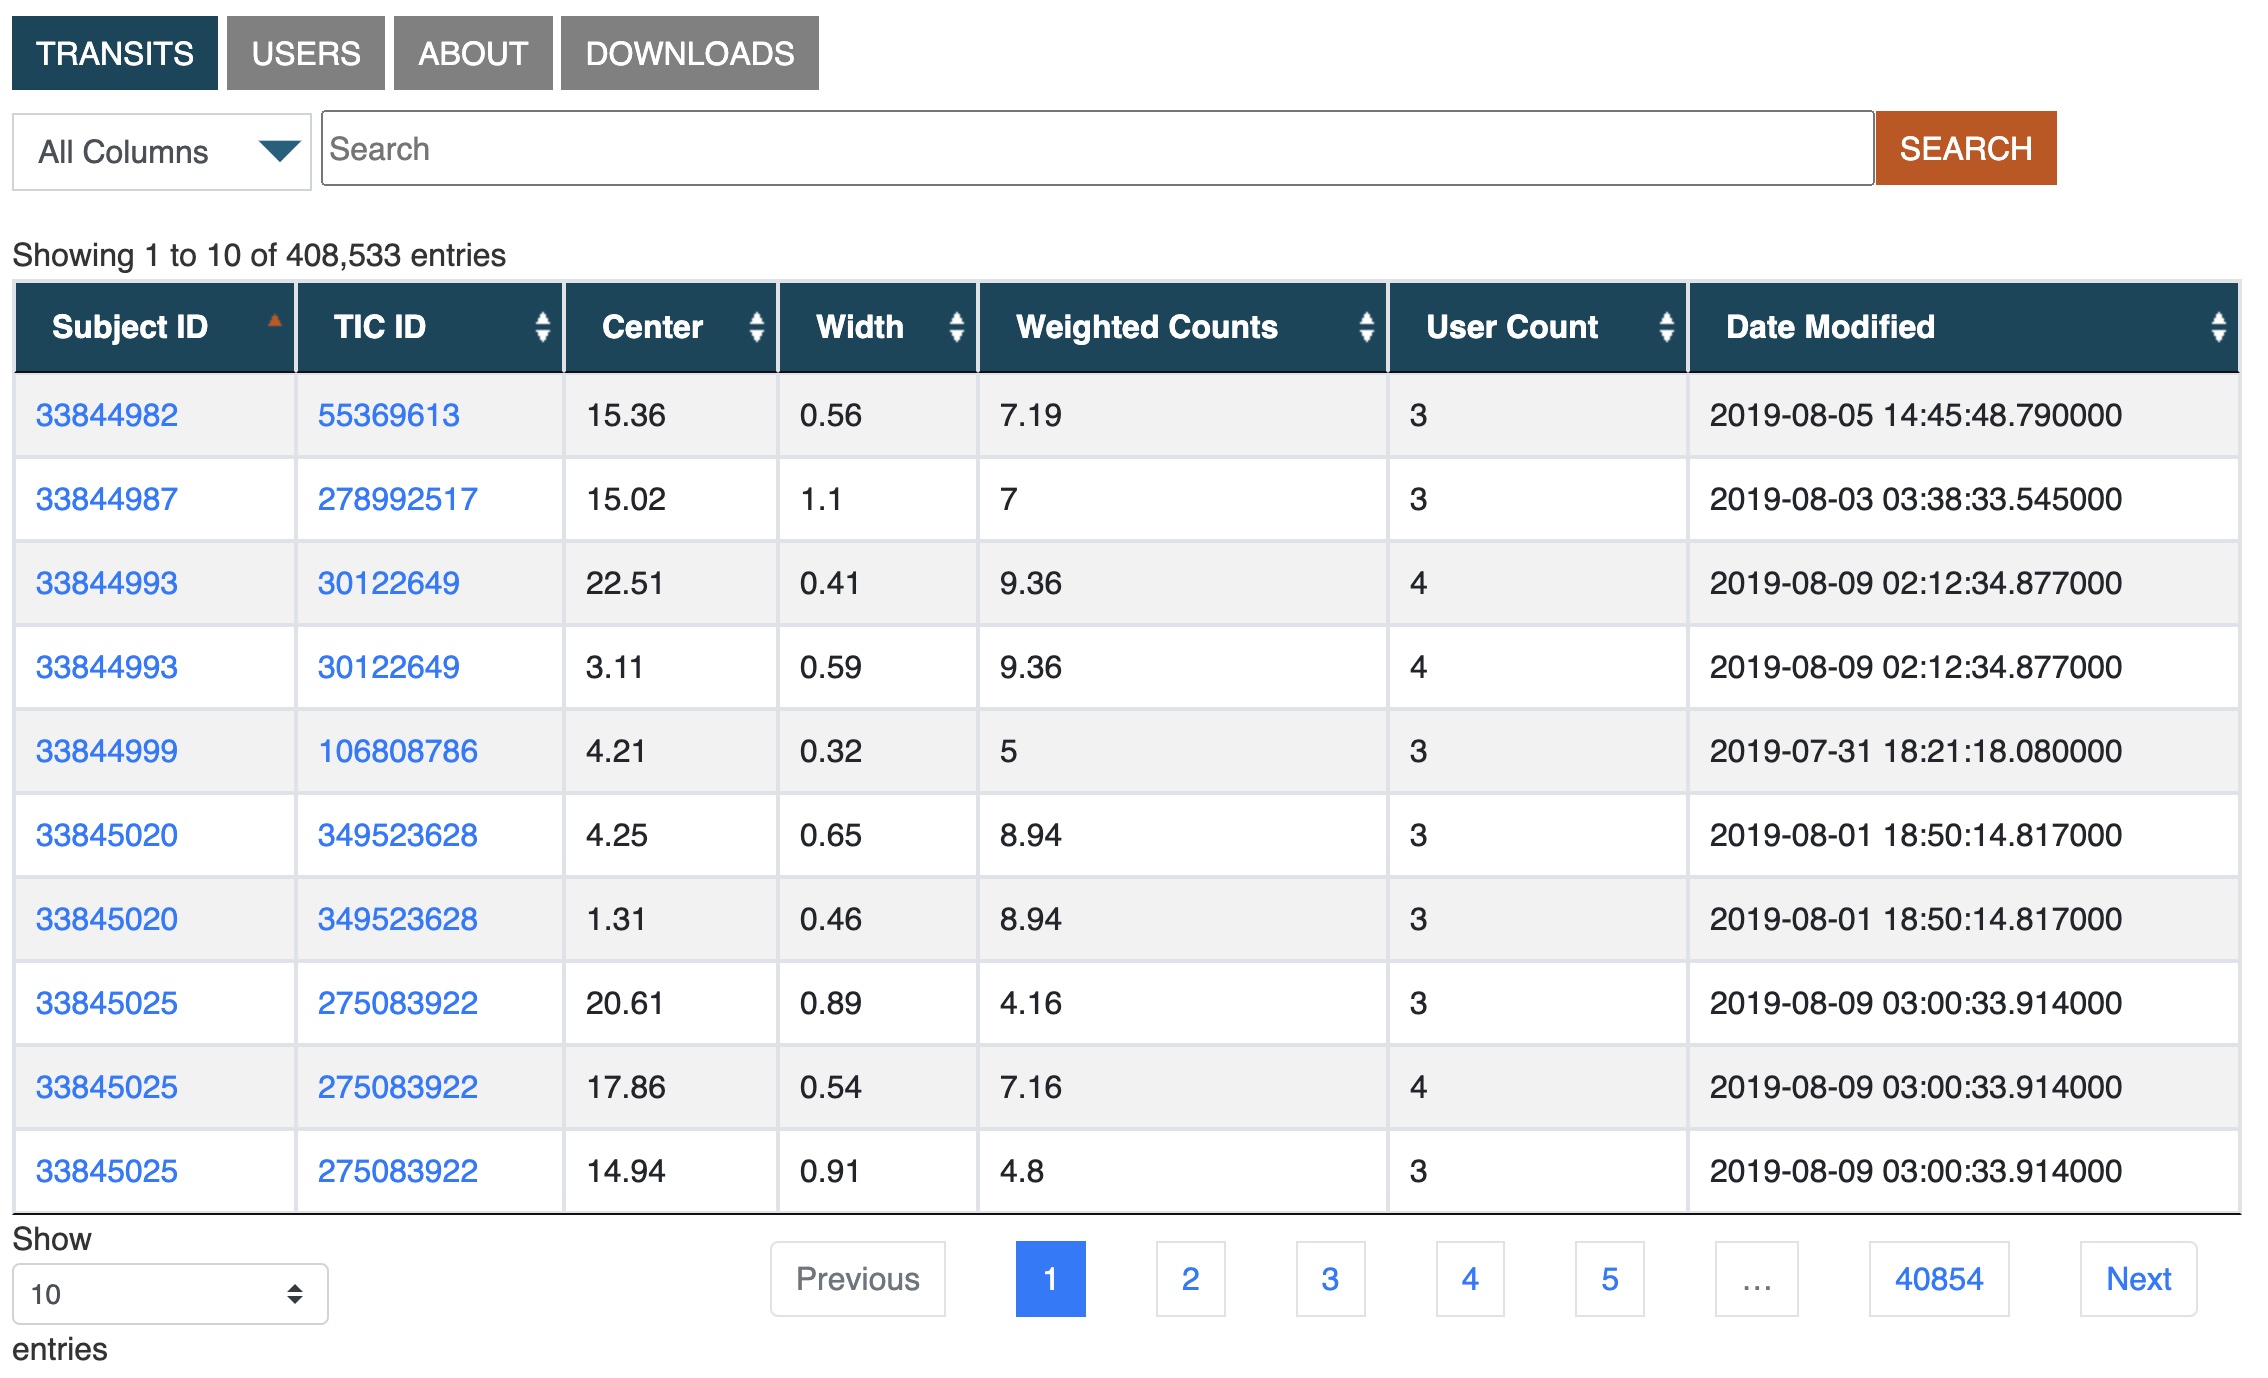 TRANSITS USERS ABOUT DOWNLOADS
All Columns Search SEARCH
Showing 1 to 10 of 408,533 entries
Subject ID TIC ID Center Width Weighted Counts User Count Date Modified
33844982 55369613 15.36 0.56 7.19 3 2019-08-05 14:45:48.790000
33844987 278992517 15.02 1.1 7 3 2019-08-03 03:38:33.545000
33844993 30122649 22.51 0.41 9.36 4 2019-08-09 02:12:34.877000
33844993 30122649 3.11 0.59 9.36 4 2019-08-09 02:12:34.877000
33844999 106808786 4.21 0.32 5 3 2019-07-31 18:21:18.080000
33845020 349523628 4.25 0.65 8.94 3 2019-08-01 18:50:14.817000
33845020 349523628 1.31 0.46 8.94 3 2019-08-01 18:50:14.817000
33845025 275083922 20.61 0.89 4.16 3 2019-08-09 03:00:33.914000
33845025 275083922 17.86 0.54 7.16 4 2019-08-09 03:00:33.914000
33845025 275083922 14.94 0.91 4.8 3 2019-08-09 03:00:33.914000
Show
10
entries
Previous 1 2 3 4 5 ... 40854 Next